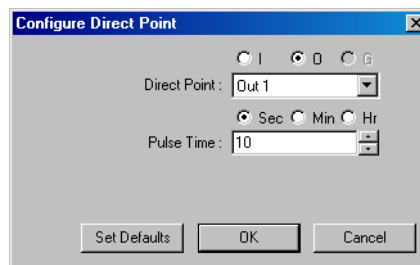 Configure Direct Point
I O G
Direct Point : Out 1
Sec Min Hr
Pulse Time : 10
Set Defaults OK Cancel